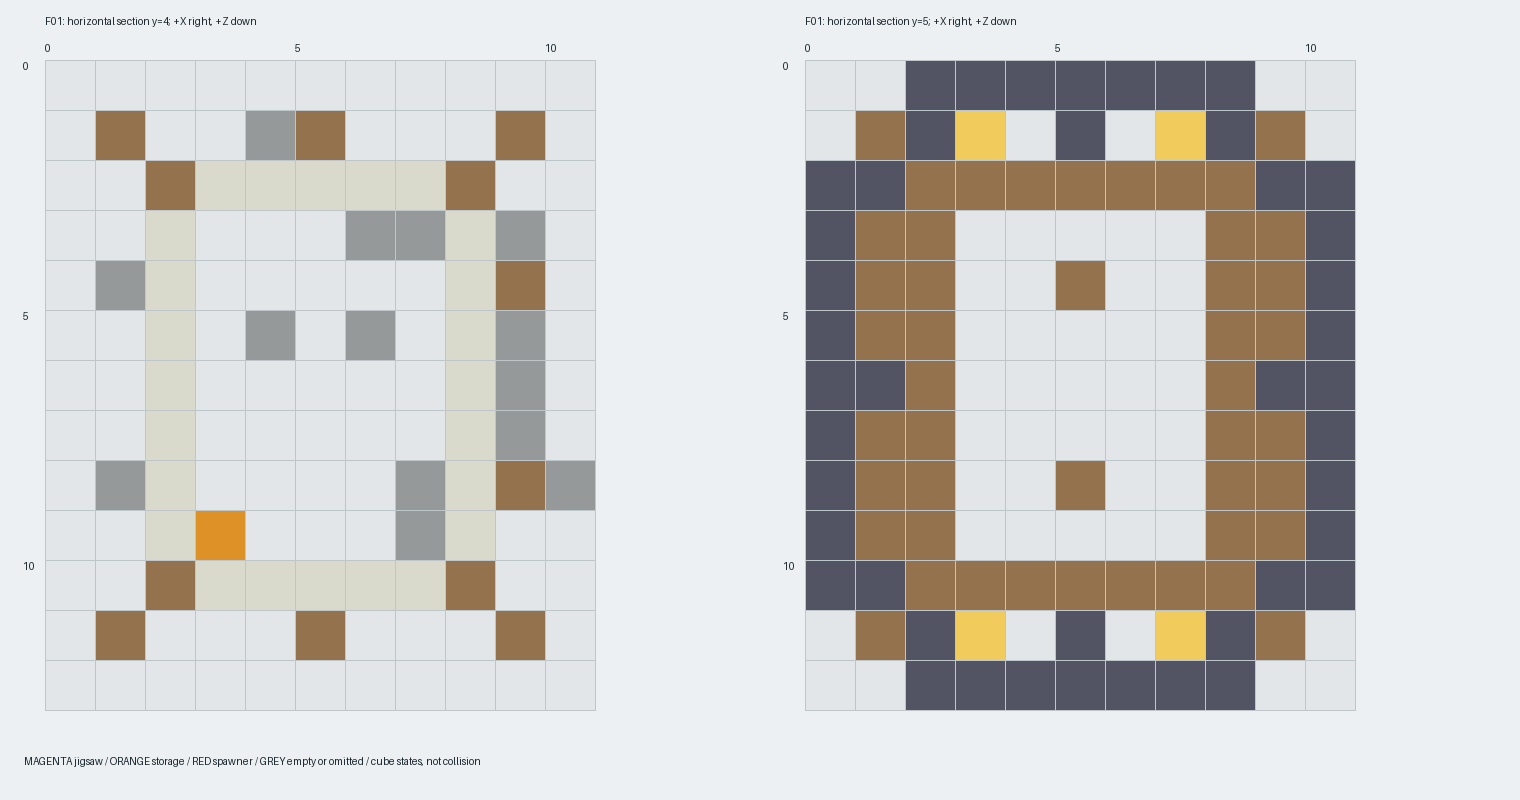 F01: horizontal section y=4; +X right, +Z down
F01: horizontal section y=5; +X right, +Z down
0 5 10
0 5 10
0
0
5
5
10
10
MAGENTA jigsaw / ORANGE storage / RED spawner / GREY empty or omitted / cube states, not collision